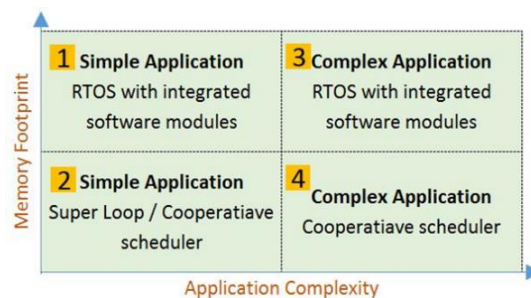 Memory Footprint
1 Simple Application
RTOS with integrated
software modules
3 Complex Application
RTOS with integrated
software modules
2 Simple Application
Super Loop / Cooperatiave
scheduler
4 Complex Application
Cooperatiave scheduler
Application Complexity